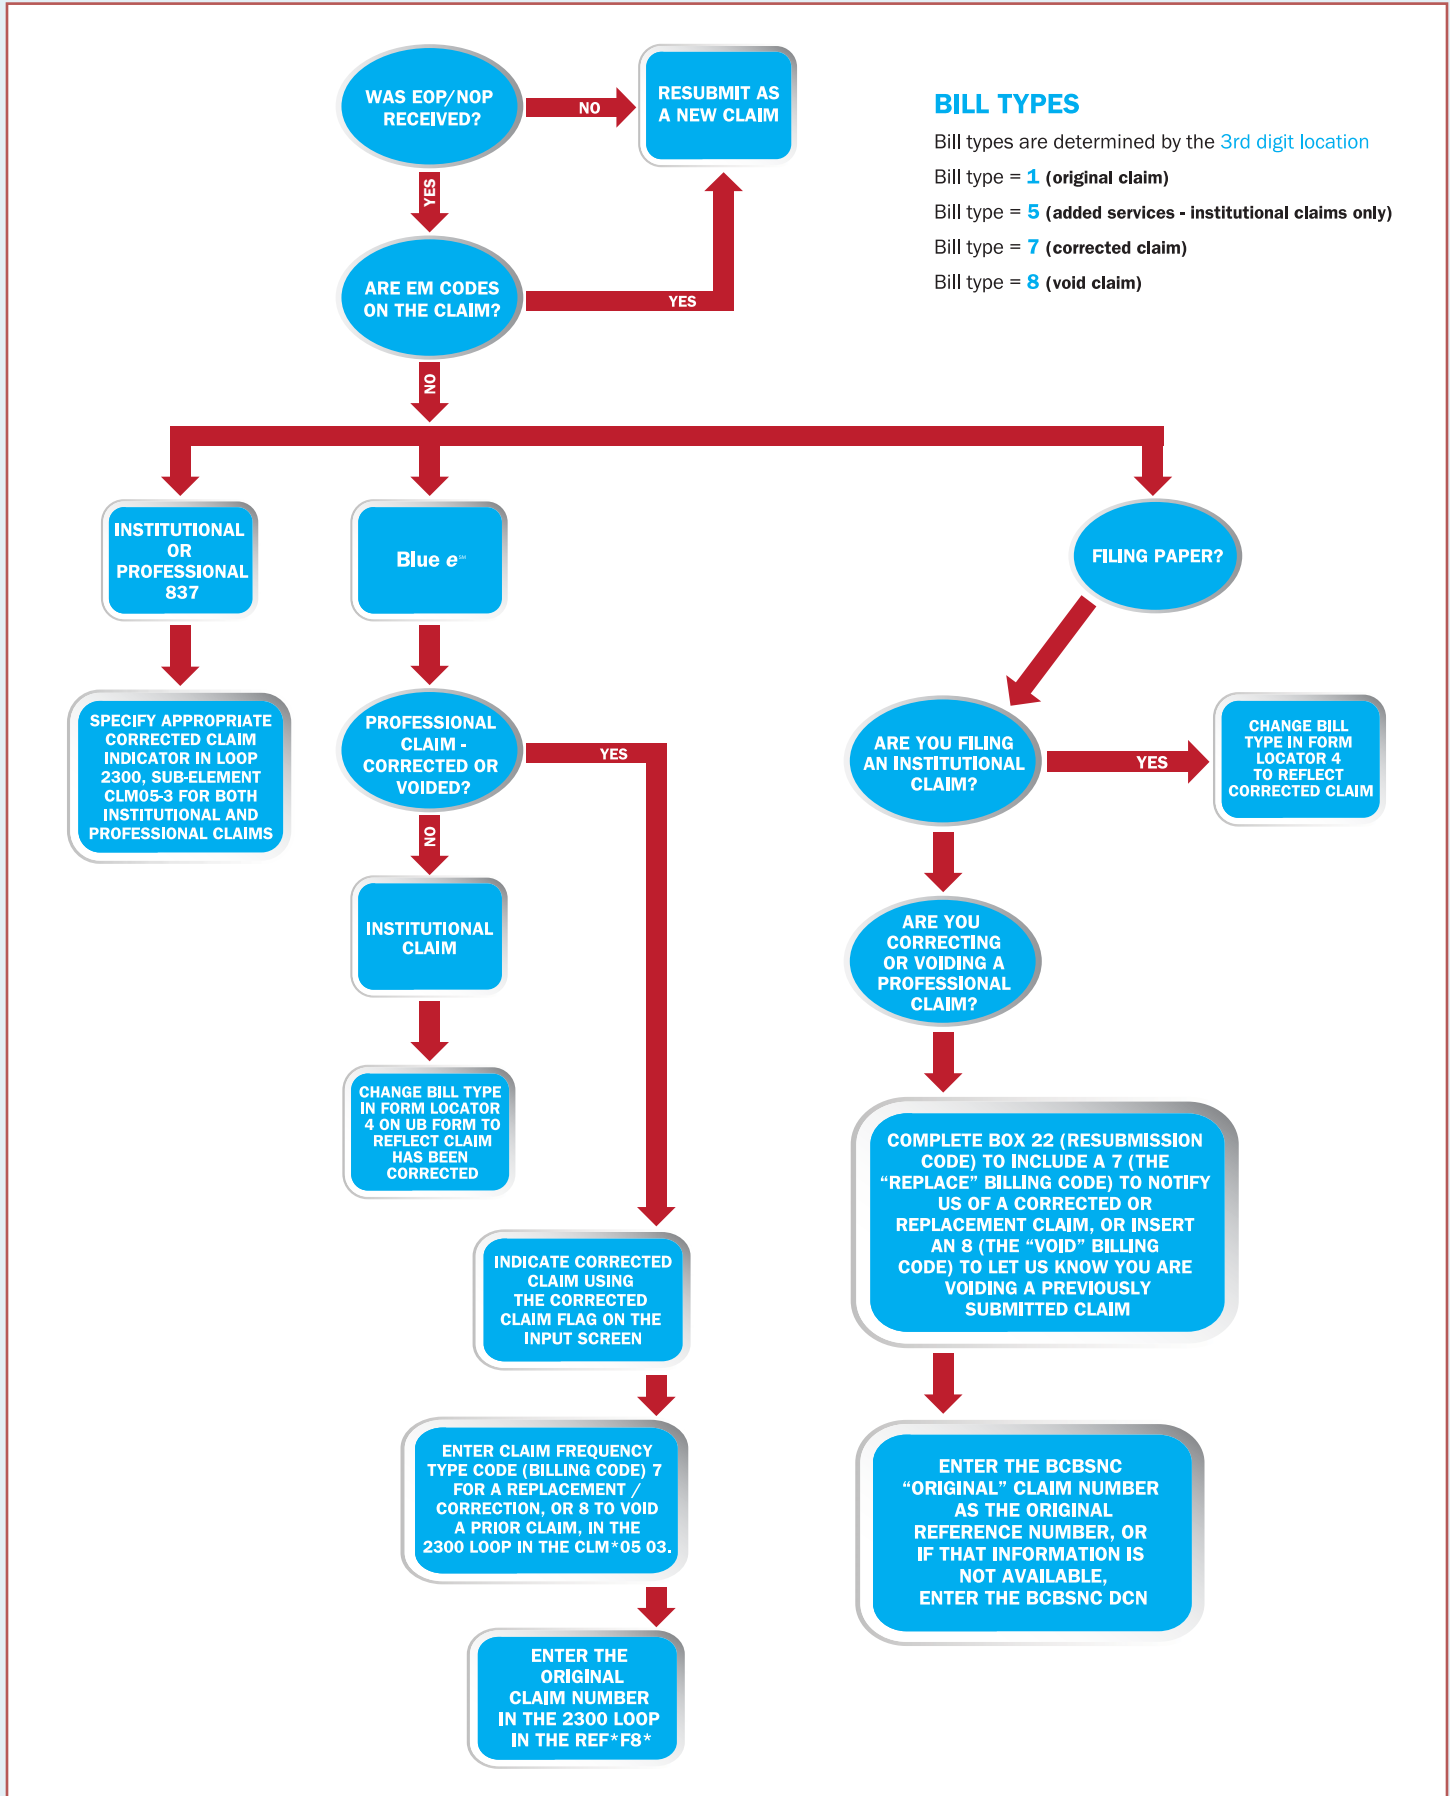 WAS EOP/NOP
RECEIVED?
NO
RESUBMIT AS
A NEW CLAIM
BILL TYPES
Bill types are determined by the 3rd digit location
Bill type = 1 (original claim)
Bill type = 5 (added services - institutional claims only)
Bill type = 7 (corrected claim)
Bill type = 8 (void claim)
YES
ARE EM CODES
ON THE CLAIM?
YES
NO
INSTITUTIONAL
OR
PROFESSIONAL
837
Blue e℠
FILING PAPER?
SPECIFY APPROPRIATE
CORRECTED CLAIM
INDICATOR IN LOOP
2300, SUB-ELEMENT
CLM05-3 FOR BOTH
INSTITUTIONAL AND
PROFESSIONAL CLAIMS
PROFESSIONAL
CLAIM -
CORRECTED OR
VOIDED?
YES
NO
INSTITUTIONAL
CLAIM
CHANGE BILL TYPE
IN FORM LOCATOR
4 ON UB FORM TO
REFLECT CLAIM
HAS BEEN
CORRECTED
INDICATE CORRECTED
CLAIM USING
THE CORRECTED
CLAIM FLAG ON THE
INPUT SCREEN
ENTER CLAIM FREQUENCY
TYPE CODE (BILLING CODE) 7
FOR A REPLACEMENT /
CORRECTION, OR 8 TO VOID
A PRIOR CLAIM, IN THE
2300 LOOP IN THE CLM*05 03.
ENTER THE
ORIGINAL
CLAIM NUMBER
IN THE 2300 LOOP
IN THE REF*F8*
ARE YOU FILING
AN INSTITUTIONAL
CLAIM?
YES
CHANGE BILL
TYPE IN FORM
LOCATOR 4
TO REFLECT
CORRECTED CLAIM
ARE YOU
CORRECTING
OR VOIDING A
PROFESSIONAL
CLAIM?
COMPLETE BOX 22 (RESUBMISSION
CODE) TO INCLUDE A 7 (THE
“REPLACE” BILLING CODE) TO NOTIFY
US OF A CORRECTED OR
REPLACEMENT CLAIM, OR INSERT
AN 8 (THE “VOID” BILLING
CODE) TO LET US KNOW YOU ARE
VOIDING A PREVIOUSLY
SUBMITTED CLAIM
ENTER THE BCBSNC
“ORIGINAL” CLAIM NUMBER
AS THE ORIGINAL
REFERENCE NUMBER, OR
IF THAT INFORMATION IS
NOT AVAILABLE,
ENTER THE BCBSNC DCN